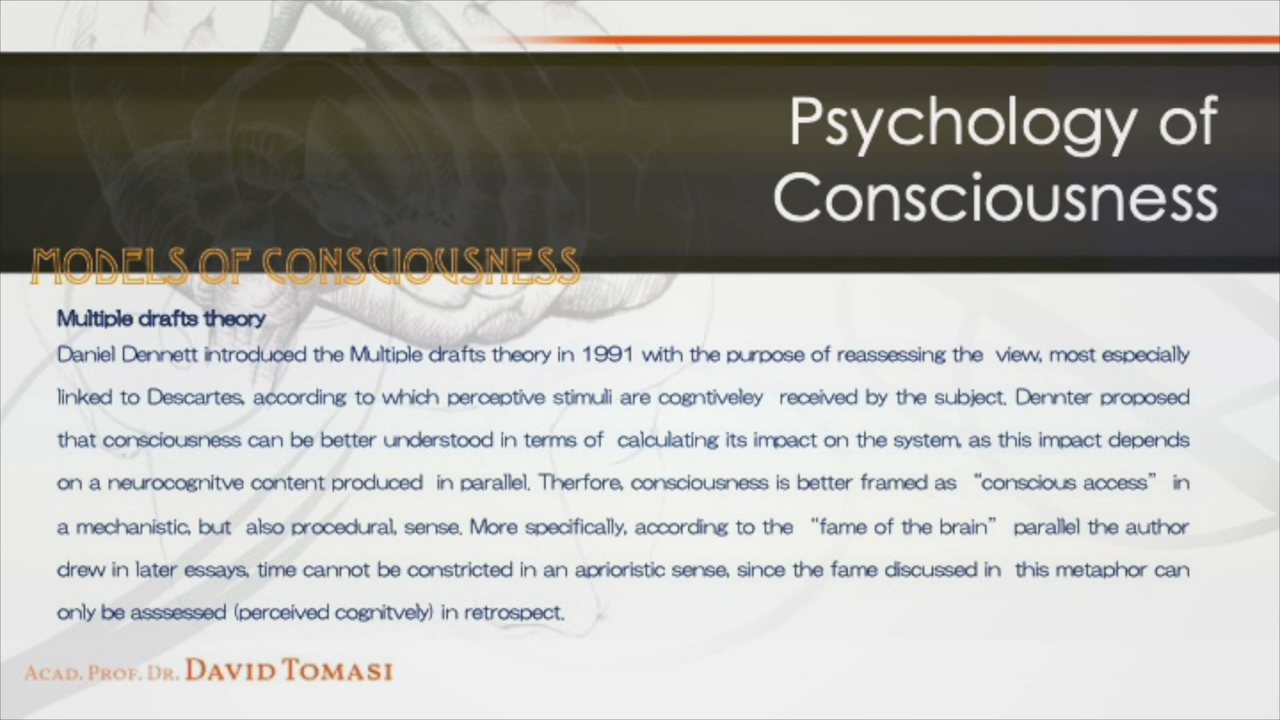 Psychology of
Consciousness
MODELS OF CONSCIOUSNESS
Multiple drafts theory
Daniel Dennett introduced the Multiple drafts theory in 1991 with the purpose of reassessing the view, most especially
linked to Descartes, according to which perceptive stimuli are cogntiveley received by the subject. Dennter proposed
that consciousness can be better understood in terms of calculating its impact on the system, as this impact depends
on a neurocognitve content produced in parallel. Therfore, consciousness is better framed as “conscious access” in
a mechanistic, but also procedural, sense. More specifically, according to the “fame of the brain” parallel the author
drew in later essays, time cannot be constricted in an aprioristic sense, since the fame discussed in this metaphor can
only be asssessed (perceived cognitvely) in retrospect.
ACAD. PROF. DR. DAVID TOMASI